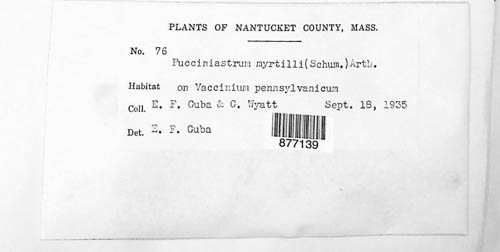 PLANTS OF NANTUCKET COUNTY, MASS.
No. 76
Pucciniastrum myrtilli(Schum.)Arth.
Habitat on Vaccinium pennsylvanicum
Coll. E. F. Guba & C. Wyatt Sept. 18, 1935
Det. E. F. Guba
877139